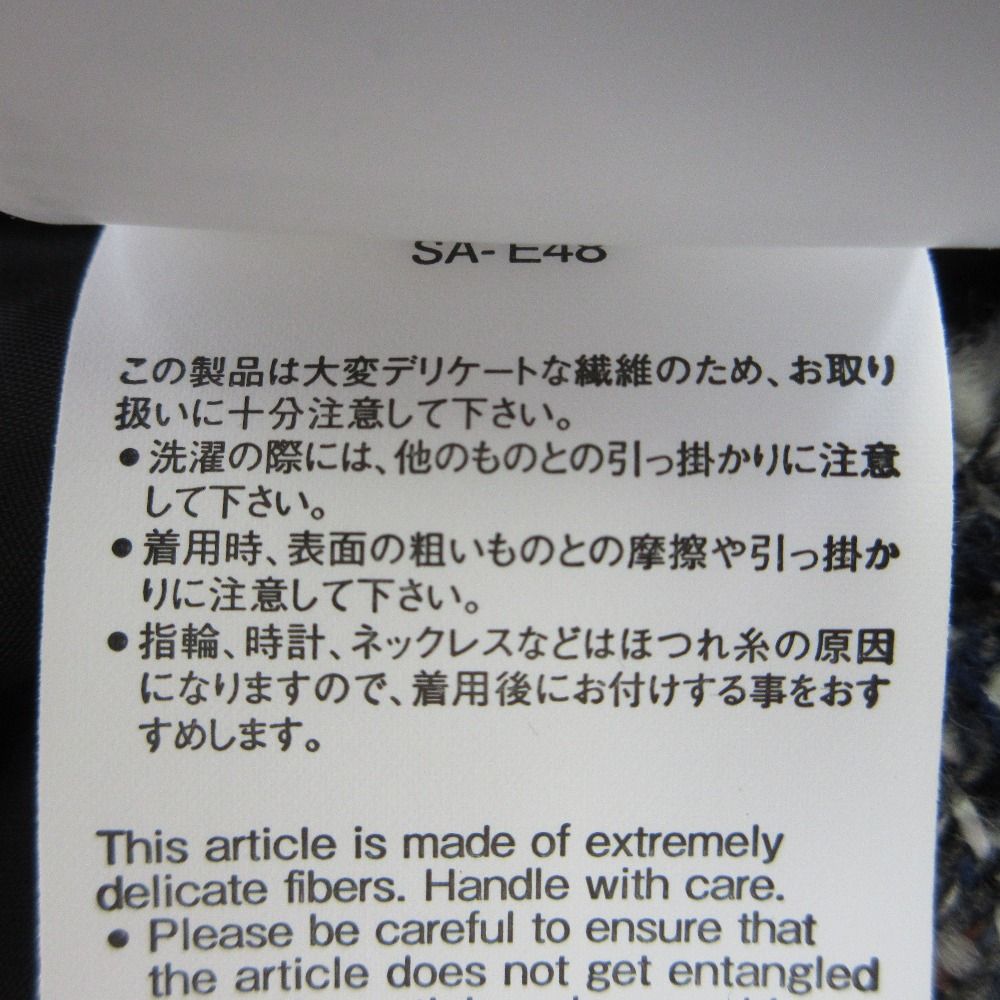 SA-E48
この製品は大変デリケートな繊維のため、お取り
扱いに十分注意して下さい。
●洗濯の際には、他のものとの引っ掛かりに注意
して下さい。
●着用時、表面の粗いものとの摩擦や引っ掛か
りに注意して下さい。
●指輪、時計、ネックレスなどはほつれ糸の原因
になりますので、着用後にお付けする事をおす
すめします。
This article is made of extremely
delicate fibers. Handle with care.
● Please be careful to ensure that
the article does not get entangled